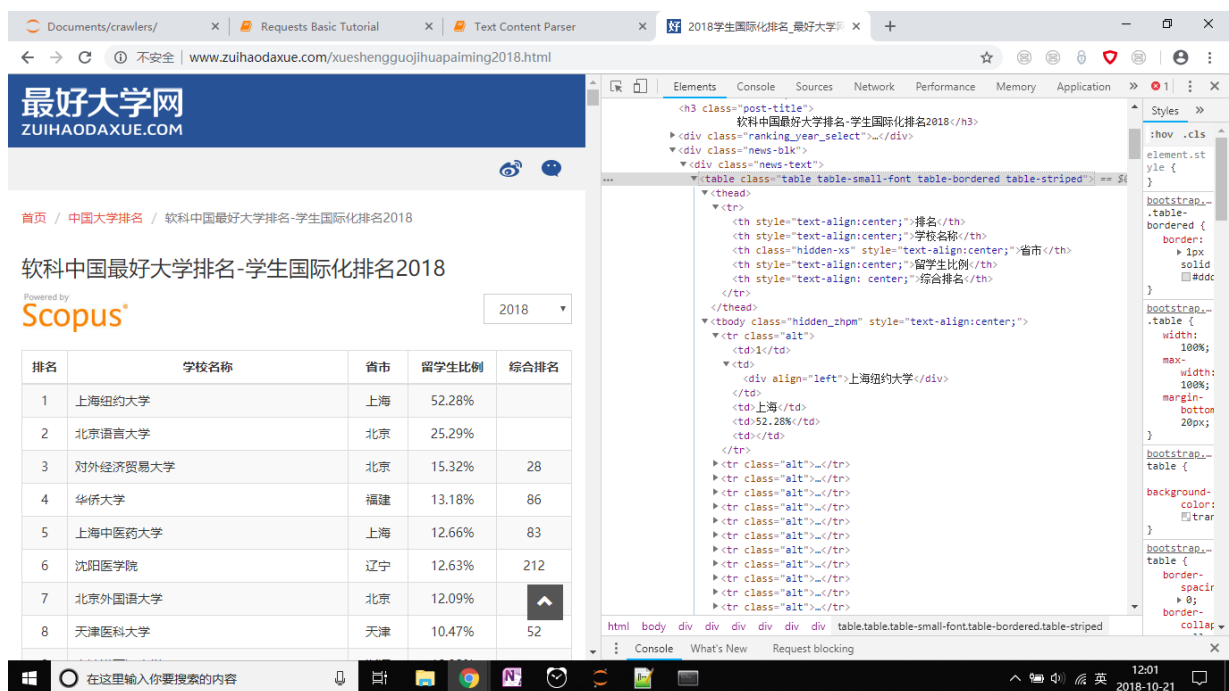 Documents/crawlers/
Requests Basic Tutorial
Text Content Parser
2018学生国际化排名_最好大学
不安全 | www.zuihaodaxue.com/xueshengguojihuapaiming2018.html
最好大学网
ZUIHAODAXUE.COM
首页 / 中国大学排名 / 软科中国最好大学排名-学生国际化排名2018
软科中国最好大学排名-学生国际化排名2018
Powered by
Scopus
2018
排名 学校名称 省市 留学生比例 综合排名
1 上海纽约大学 上海 52.28%
2 北京语言大学 北京 25.29%
3 对外经济贸易大学 北京 15.32% 28
4 华侨大学 福建 13.18% 86
5 上海中医药大学 上海 12.66% 83
6 沈阳医学院 辽宁 12.63% 212
7 北京外国语大学 北京 12.09%
8 天津医科大学 天津 10.47% 52
Elements Console Sources Network Performance Memory Application » 1
<h3 class="post-title">
软科中国最好大学排名-学生国际化排名2018</h3>
<div class="ranking_year_select">…</div>
<div class="news-blk">
<div class="news-text">
<table class="table table-small-font table-bordered table-striped"> == $
<thead>
<tr>
<th style="text-align:center;">排名</th>
<th style="text-align:center;">学校名称</th>
<th class="hidden-xs" style="text-align:center;">省市</th>
<th style="text-align:center;">留学生比例</th>
<th style="text-align: center;">综合排名</th>
</tr>
</thead>
<tbody class="hidden_zhpm" style="text-align:center;">
<tr class="alt">
<td>1</td>
<td>
<div align="left">上海纽约大学</div>
</td>
<td>上海</td>
<td>52.28%</td>
<td></td>
</tr>
<tr class="alt">…</tr>
<tr class="alt">…</tr>
<tr class="alt">…</tr>
<tr class="alt">…</tr>
<tr class="alt">…</tr>
<tr class="alt">…</tr>
<tr class="alt">…</tr>
<tr class="alt">…</tr>
<tr class="alt">…</tr>
<tr class="alt">…</tr>
<tr class="alt">…</tr>
html body div div div div div div table.table.table-small-font.table-bordered.table-striped
Console What's New Request blocking
Styles »
:hov .cls
element.st
yle {
}
bootstrap.…
.table-
bordered {
border:
1px
solid
#ddd
}
bootstrap.…
.table {
width:
100%;
max-
width:
100%;
margin-
bottom
20px;
}
bootstrap.…
table {
background-
color:
tran
}
bootstrap.…
table {
border-
spacin
0;
border-
collap
在这里输入你要搜索的内容
英
12:01
2018-10-21